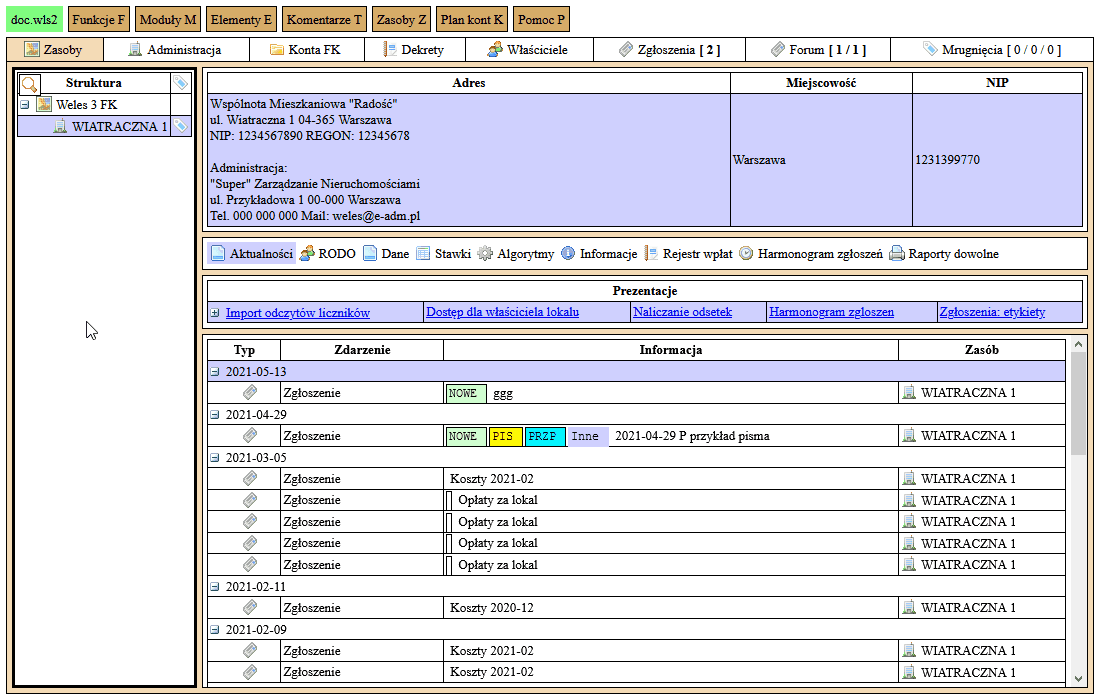 doc.wls2 Funkcje F Moduły M Elementy E Komentarze T Zasoby Z Plan kont K Pomoc P
Zasoby Administracja Konta FK Dekrety Właściciele Zgłoszenia [ 2 ] Forum [ 1 / 1 ] Mrugnięcia [ 0 / 0 / 0 ]
Struktura
Weles 3 FK
WIATRACZNA 1
Adres Miejscowość NIP
Wspólnota Mieszkaniowa "Radość"
ul. Wiatraczna 1 04-365 Warszawa
NIP: 1234567890 REGON: 12345678
Warszawa 1231399770
Administracja:
"Super" Zarządzanie Nieruchomościami
ul. Przykładowa 1 00-000 Warszawa
Tel. 000 000 000 Mail: weles@e-adm.pl
Aktualności RODO Dane Stawki Algorytmy Informacje Rejestr wpłat Harmonogram zgłoszeń Raporty dowolne
Prezentacje
Import odczytów liczników Dostęp dla właściciela lokalu Naliczanie odsetek Harmonogram zgloszen Zgłoszenia: etykiety
Typ Zdarzenie Informacja Zasób
2021-05-13
Zgłoszenie NOWE ggg WIATRACZNA 1
2021-04-29
Zgłoszenie NOWE PIS PRZP Inne 2021-04-29 P przykład pisma WIATRACZNA 1
2021-03-05
Zgłoszenie Koszty 2021-02 WIATRACZNA 1
Zgłoszenie Opłaty za lokal WIATRACZNA 1
Zgłoszenie Opłaty za lokal WIATRACZNA 1
Zgłoszenie Opłaty za lokal WIATRACZNA 1
Zgłoszenie Opłaty za lokal WIATRACZNA 1
2021-02-11
Zgłoszenie Koszty 2020-12 WIATRACZNA 1
2021-02-09
Zgłoszenie Koszty 2021-02 WIATRACZNA 1
Zgłoszenie Koszty 2021-02 WIATRACZNA 1